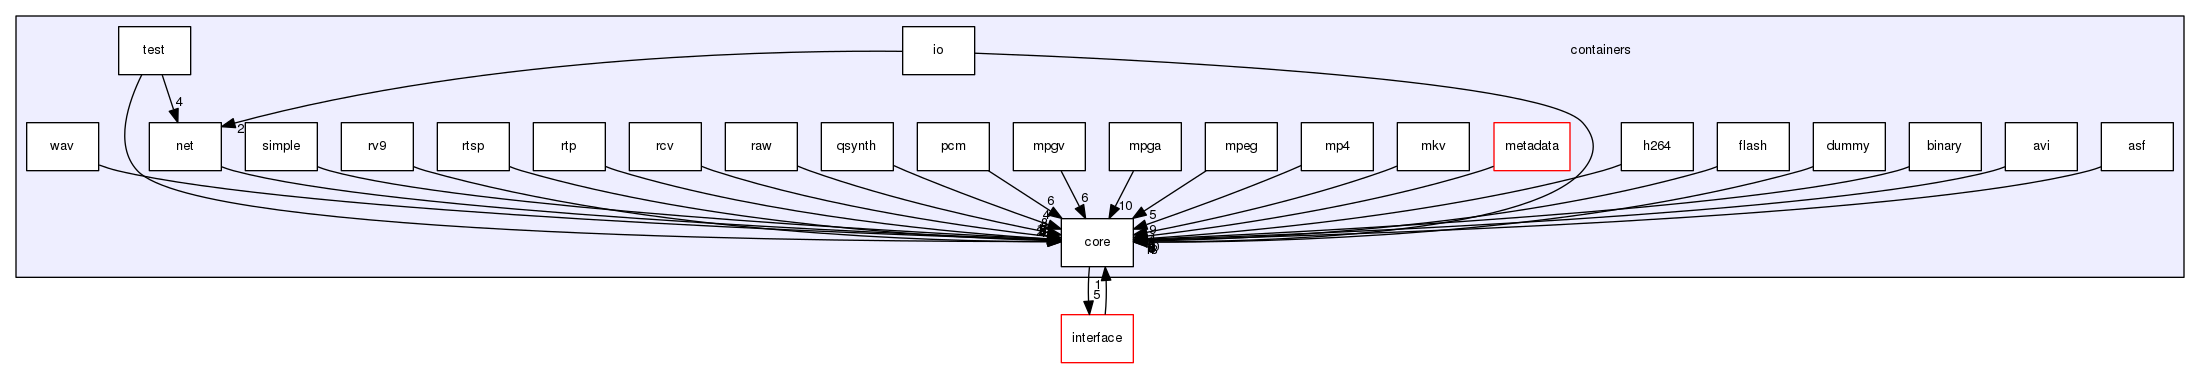 test
io
containers
4
2
wav
net
simple
rv9
rtsp
rtp
rcv
raw
qsynth
pcm
mpgv
mpga
mpeg
mp4
mkv
metadata
h264
flash
dummy
binary
avi
asf
6
6
10
5
4
9
core
1
5
interface